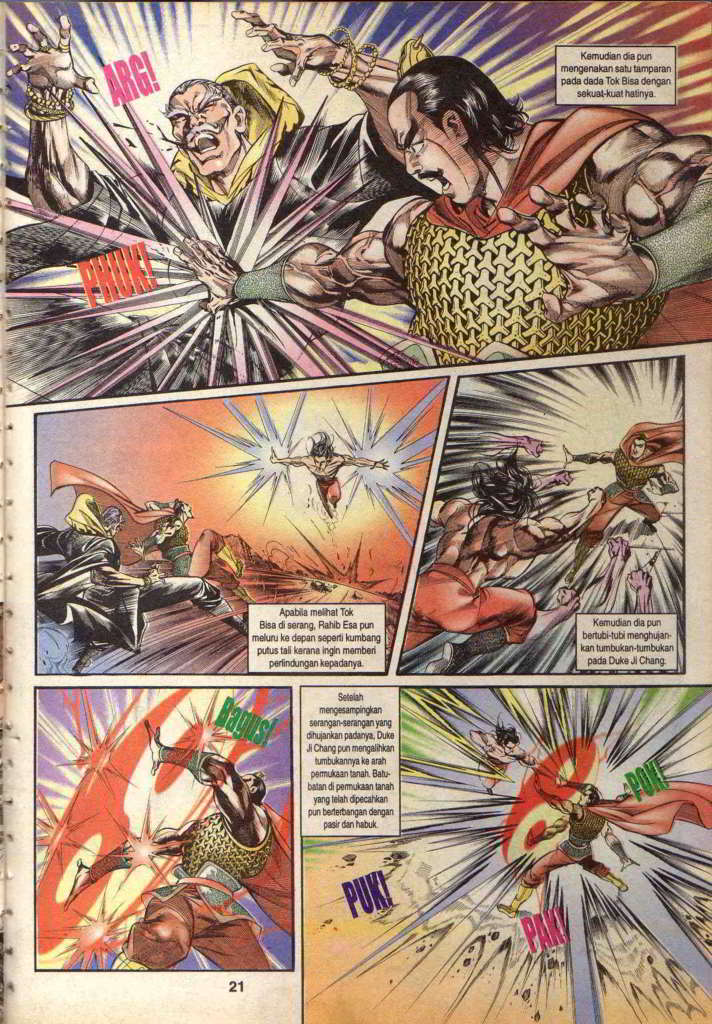 ARG!
Kemudian dia pun
mengenakan satu tamparan
pada dada Tok Bisa dengan
sekuat-kuat hatinya.
PHUK!
Apabila melihat Tok
Bisa di serang, Rahib Esa pun
meluru ke depan seperti kumbang
putus tali kerana ingin memberi
perlindungan kepadanya.
Kemudian dia pun
bertubi-tubi menghujan-
kan tumbukan-tumbukan
pada Duke Ji Chang.
Bagus!
Setelah
mengesampingkan
serangan-serangan yang
dihujankan padanya, Duke
Ji Chang pun mengalihkan
tumbukannya ke arah
permukaan tanah. Batu-
batan di permukaan tanah
yang telah dipecahkan
pun berterbangan dengan
pasir dan habuk.
POK!
PUK!
PAK!
21